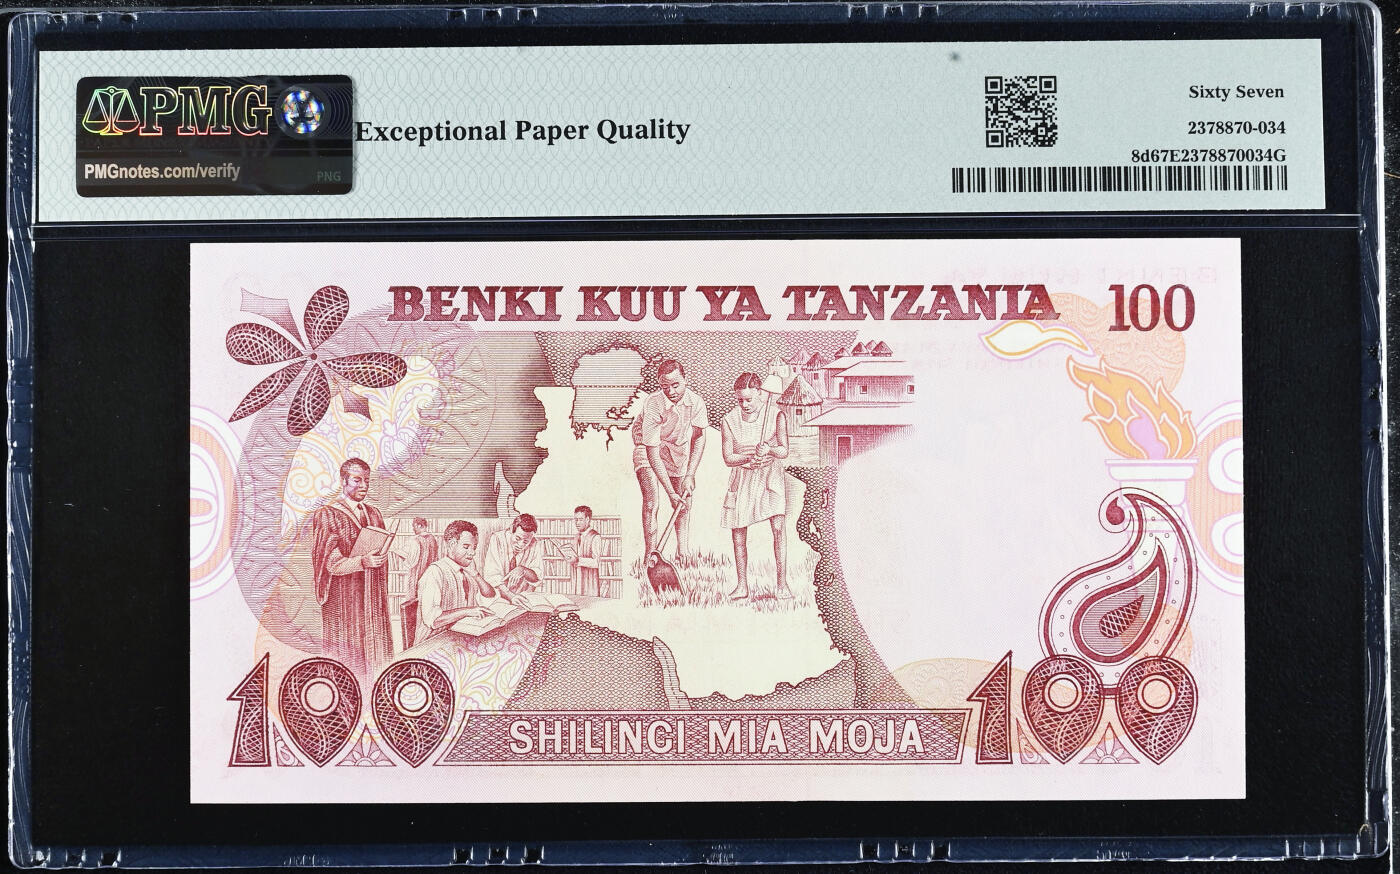 PMG
PMGnotes.com/verify
PNG
Exceptional Paper Quality
Sixty Seven
2378870-034
8d67E2378870034G
BENKI KUU YA TANZANIA 100
100 SHILINGI MIA MOJA 100